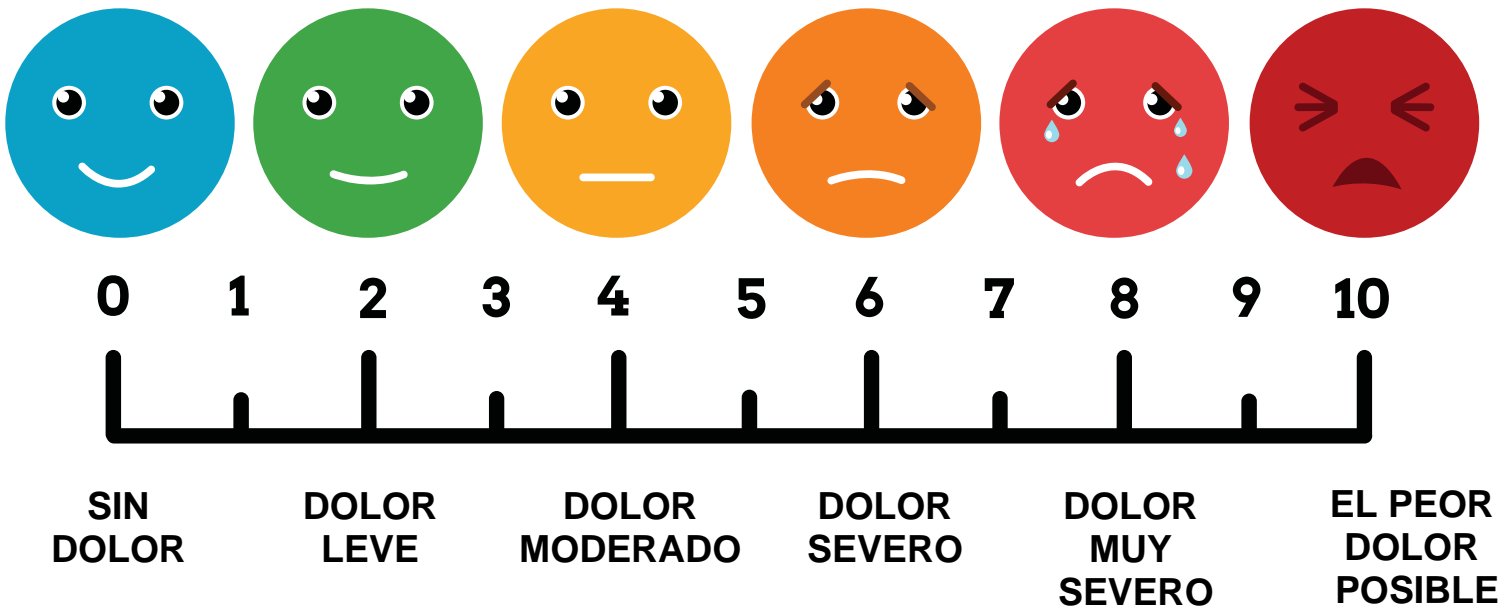 0 1 2 3 4 5 6 7 8 9 10
SIN
DOLOR
DOLOR
LEVE
DOLOR
MODERADO
DOLOR
SEVERO
DOLOR
MUY
SEVERO
EL PEOR
DOLOR
POSIBLE